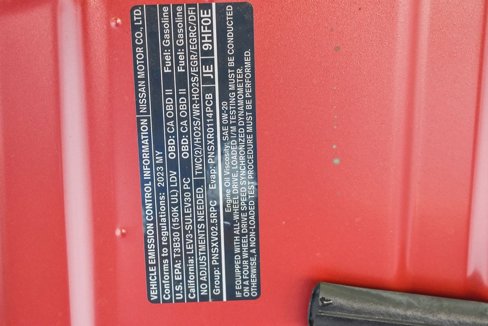 VEHICLE EMISSION CONTROL INFORMATION NISSAN MOTOR CO., LTD.
Conforms to regulations: 2023 MY
U.S. EPA: T3B30 (150K UL) LDV OBD: CA OBD II Fuel: Gasoline
California: LEV3-SULEV30 PC OBD: CA OBD II Fuel: Gasoline
NO ADJUSTMENTS NEEDED. TWC(2)/HO2S/WR-HO2S/EGR/EGRC/DFI
Group: PNSXV02.5RPC Evap: PNSXR0114PCB JE 9HF0E
Engine Oil Viscosity: SAE 0W-20
IF EQUIPPED WITH ALL WHEEL DRIVE, LOADED I/M TESTING MUST BE CONDUCTED
ON A FOUR WHEEL DRIVE SPEED SYNCHRONIZED DYNAMOMETER.
OTHERWISE, A NON-LOADED TEST PROCEDURE MUST BE PERFORMED.